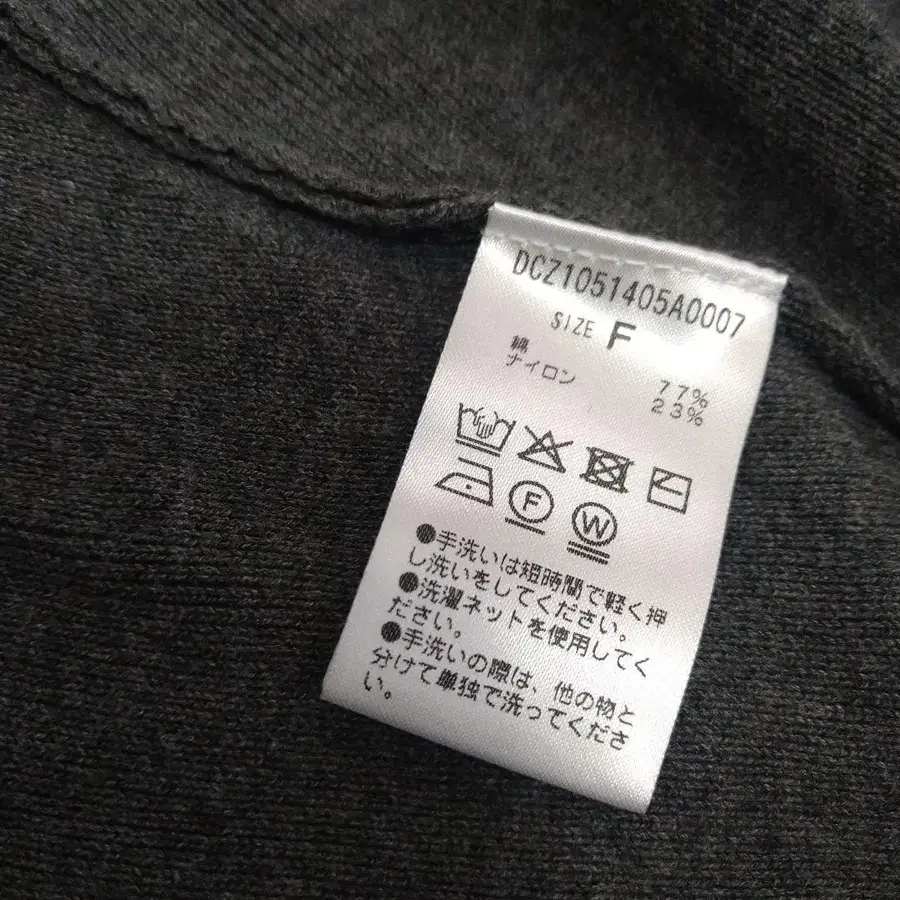 DCZ1051405A0007
SIZE F
綿 77%
ナイロン 23%
F W
●手洗いは短時間で軽く押
し洗いをしてください。
●洗濯ネットを使用してく
ださい。
●手洗いの際は、他の物と
分けて単独で洗ってくださ
い。